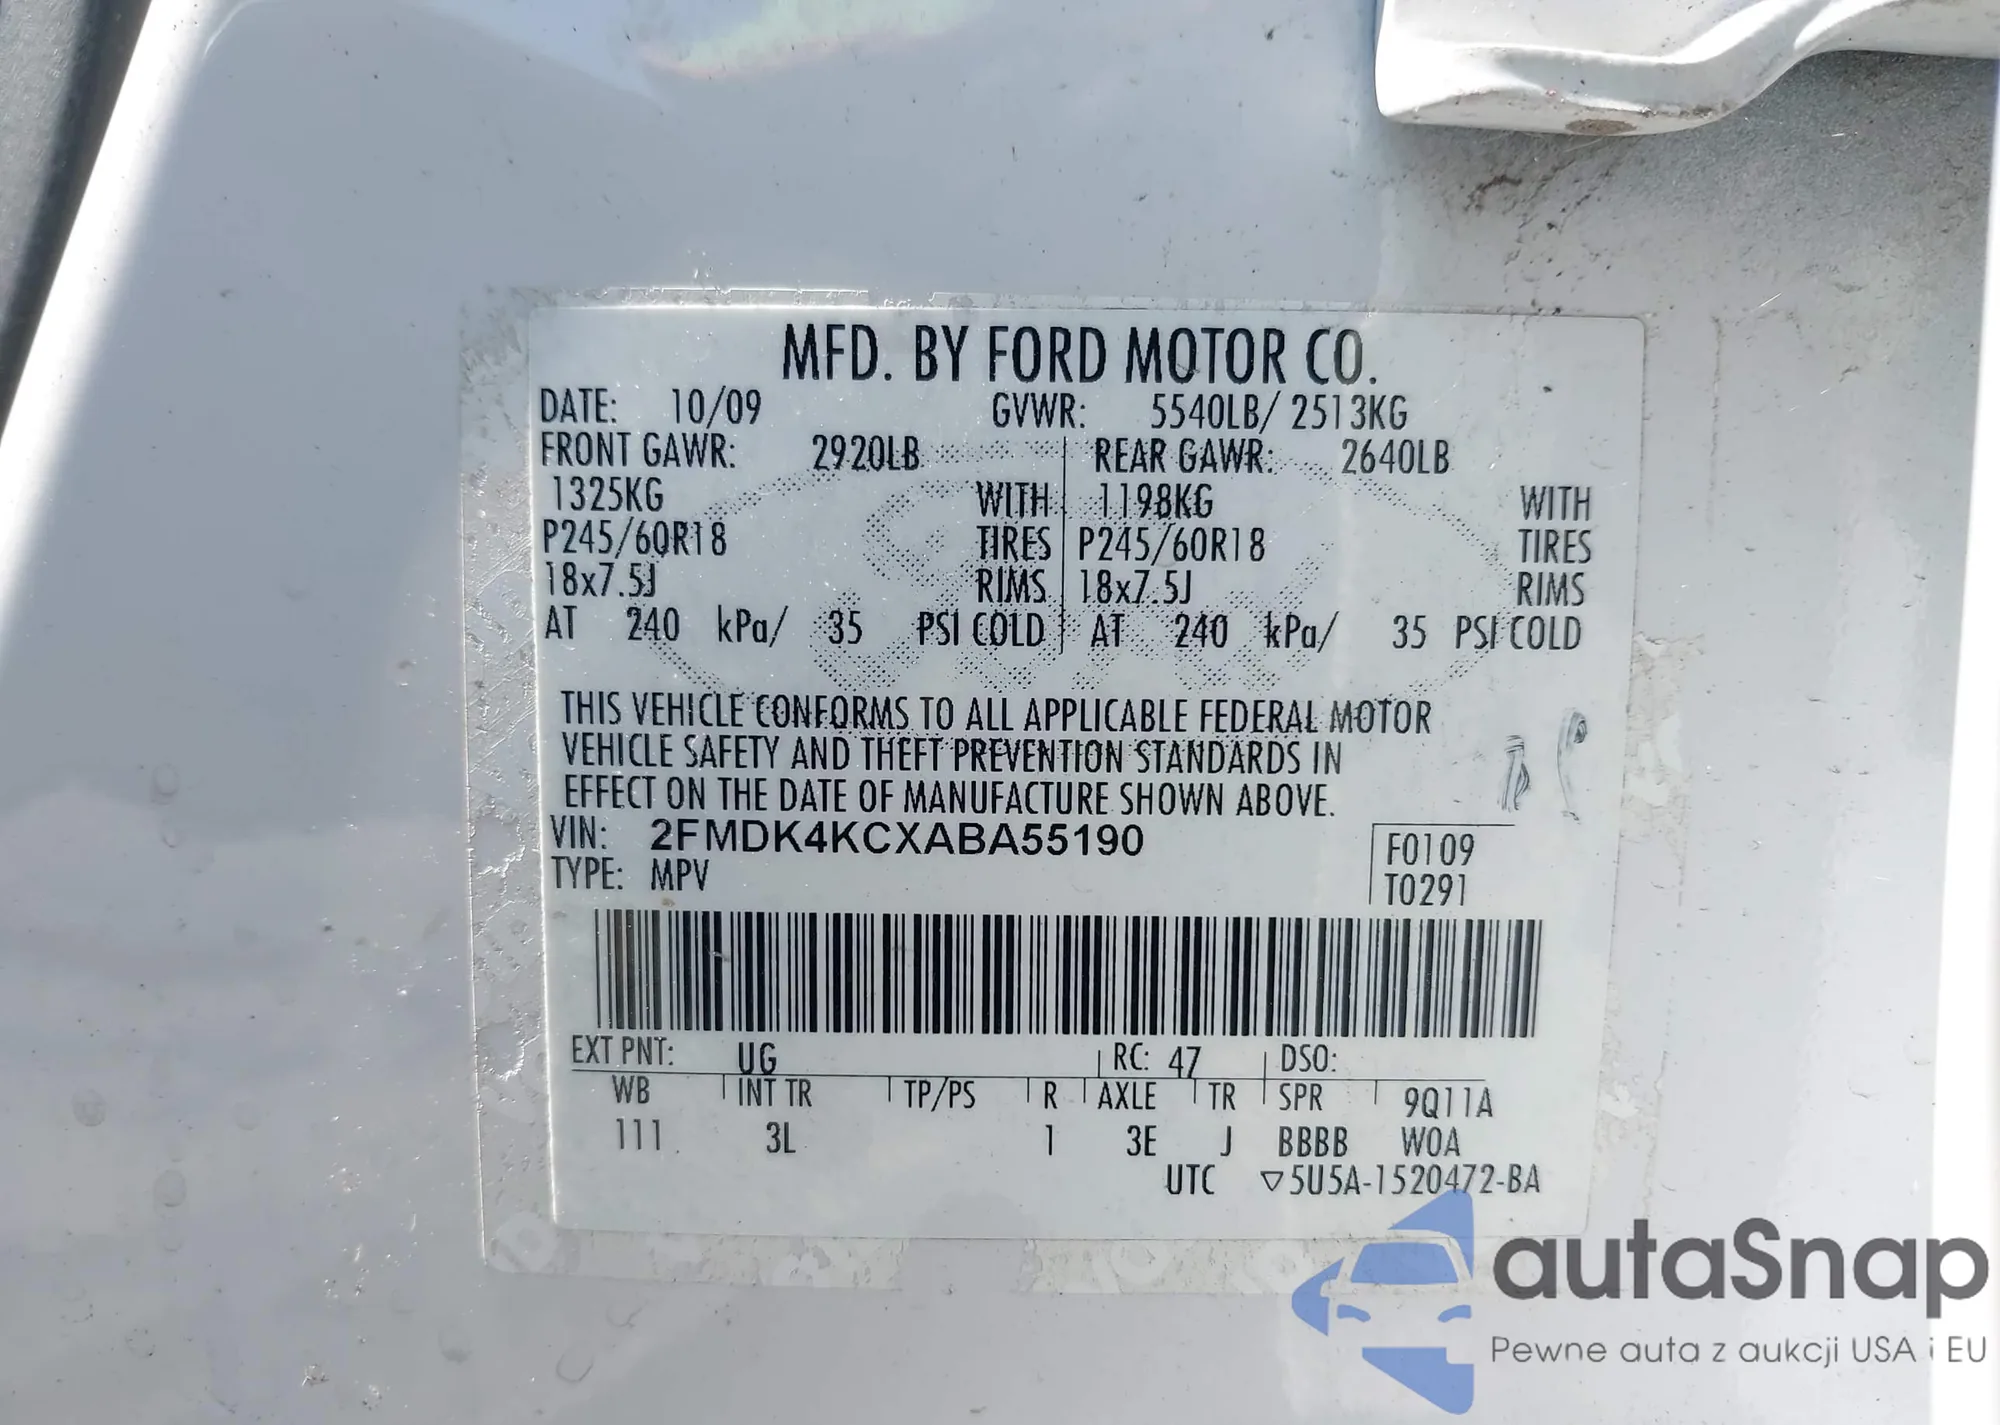 MFD. BY FORD MOTOR CO.
DATE: 10/09 GVWR: 5540LB/ 2513KG
FRONT GAWR: 2920LB REAR GAWR: 2640LB
1325KG WITH 1198KG WITH
P245/60R18 TIRES P245/60R18 TIRES
18x7.5J RIMS 18x7.5J RIMS
AT 240 kPa/ 35 PSI COLD AT 240 kPa/ 35 PSI COLD
THIS VEHICLE CONFORMS TO ALL APPLICABLE FEDERAL MOTOR
VEHICLE SAFETY AND THEFT PREVENTION STANDARDS IN
EFFECT ON THE DATE OF MANUFACTURE SHOWN ABOVE.
VIN: 2FMDK4KCXABA55190 F0109
TYPE: MPV T0291
EXT PNT: UG RC: 47 DSO:
WB INT TR TP/PS R AXLE TR SPR 9Q11A
111 3L 1 3E J BBBB WOA
UTC ▽5U5A-1520472-BA
autaSnap
Pewne auta z aukcji USA i EU